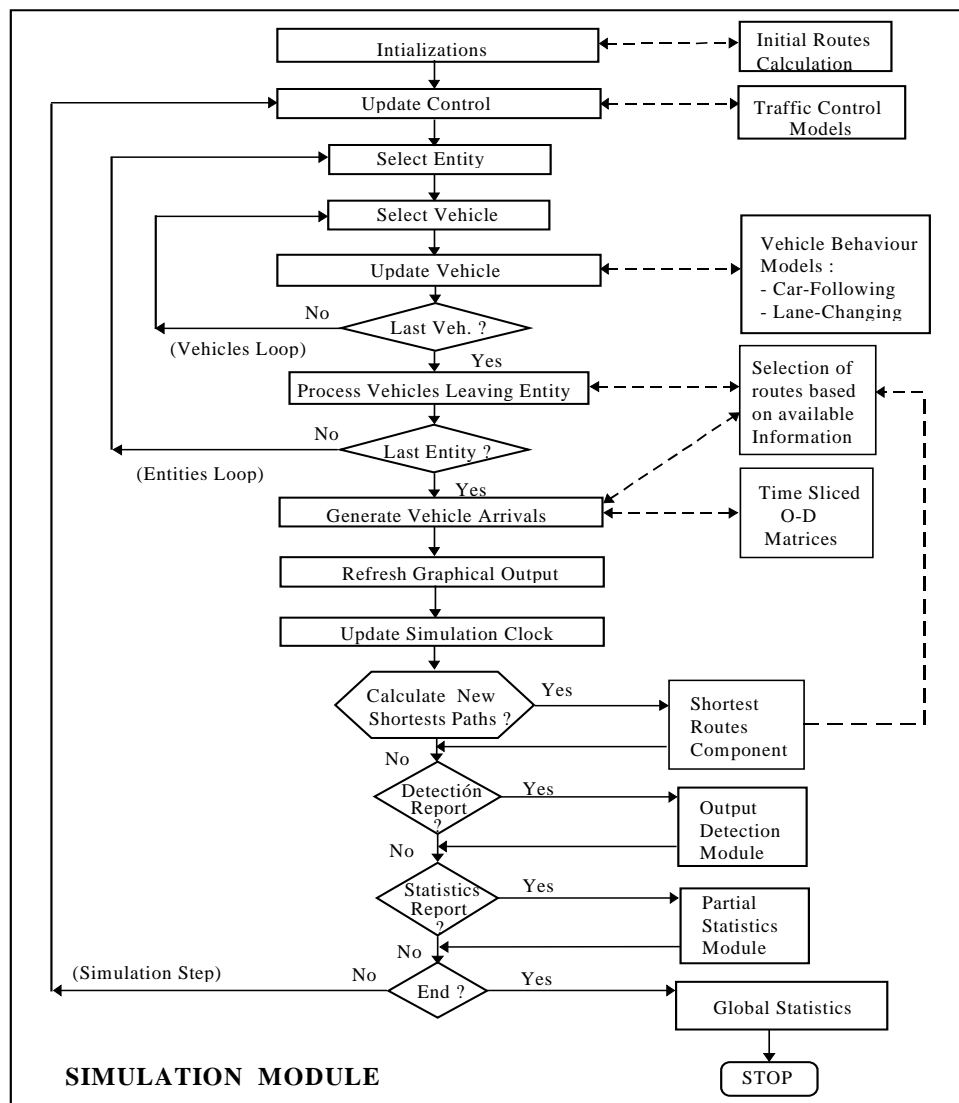 Intializations
Initial Routes
Calculation
Update Control
Traffic Control
Models
Select Entity
Select Vehicle
Update Vehicle
Vehicle Behaviour
Models :
- Car-Following
- Lane-Changing
No
Last Veh. ?
(Vehicles Loop)
Yes
Process Vehicles Leaving Entity
Selection of
routes based
on available
Information
No
Last Entity ?
(Entities Loop)
Yes
Generate Vehicle Arrivals
Time Sliced
O-D
Matrices
Refresh Graphical Output
Update Simulation Clock
Calculate New
Shortests Paths ?
Yes
Shortest
Routes
Component
No
Detectión
Report
?
Yes
Output
Detection
Module
No
Statistics
Report
?
Yes
Partial
Statistics
Module
No
(Simulation Step)
No
End ?
Yes
Global Statistics
SIMULATION MODULE
STOP